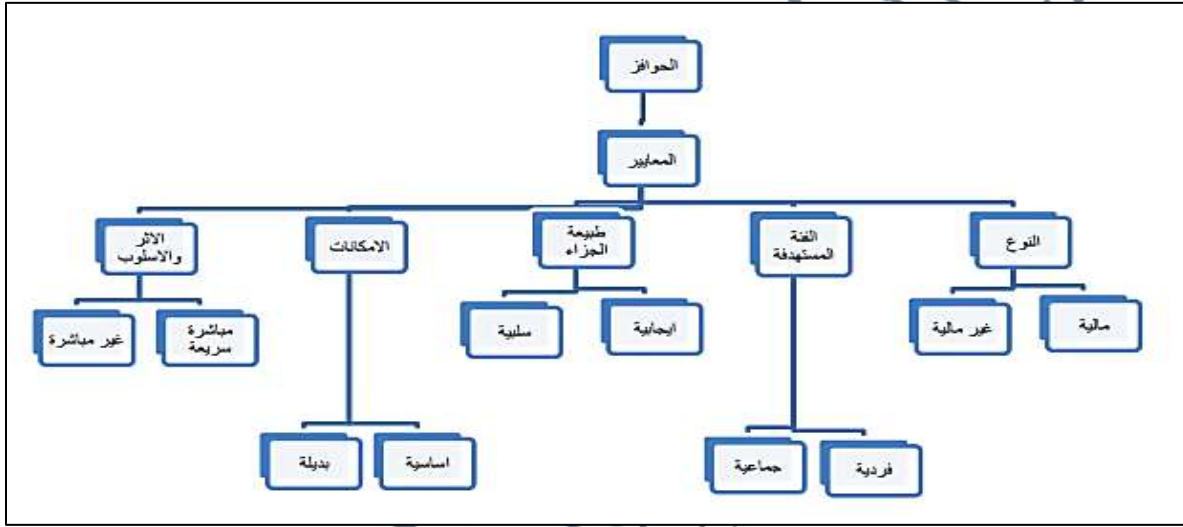 الحوافز
المعايير
النوع
الفئة
المستهدفة
طبيعة
الجزاء
الامكانات
الاثر
والاسلوب
مالية
غير مالية
ايجابية
سلبية
مباشرة
سريعة
غير مباشرة
فردية
جماعية
اساسية
بديلة